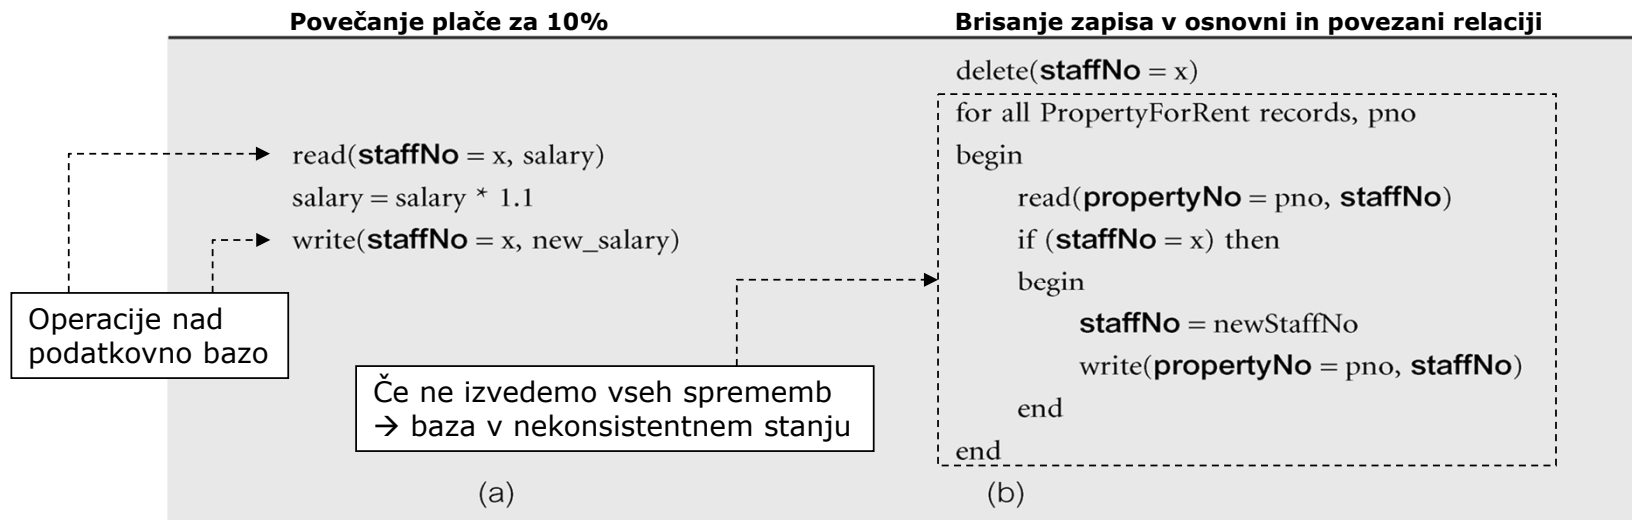 Povečanje plače za 10%
Brisanje zapisa v osnovni in povezani relaciji
read(staffNo = x, salary)
salary = salary * 1.1
write(staffNo = x, new_salary)
Operacije nad
podatkovno bazo
Če ne izvedemo vseh sprememb
→ baza v nekonsistentnem stanju
(a)
delete(staffNo = x)
for all PropertyForRent records, pno
begin
read(propertyNo = pno, staffNo)
if (staffNo = x) then
begin
staffNo = newStaffNo
write(propertyNo = pno, staffNo)
end
end
(b)